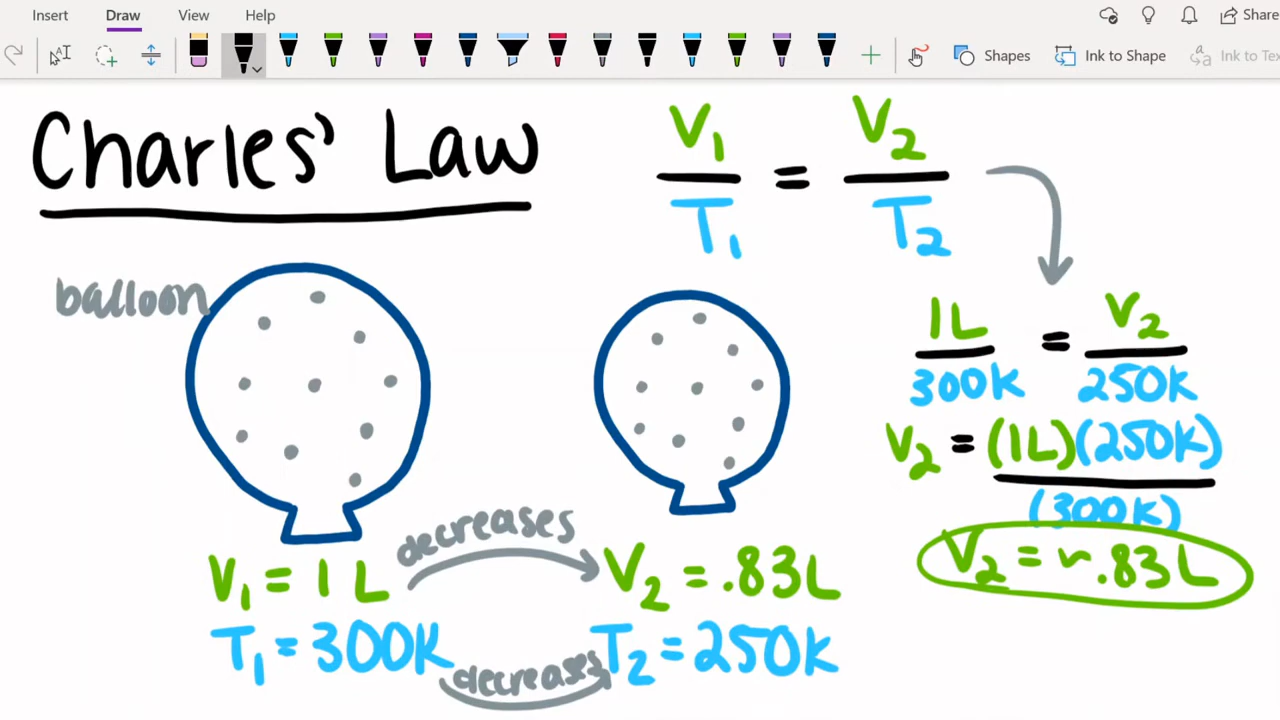 Insert Draw View Help Share
Shapes Ink to Shape Ink to Te
Charles' Law
V₁ / T₁ = V₂ / T₂
balloon
1L / 300K = V₂ / 250K
V₂ = (1L)(250K) / (300K)
V₂ = ~.83L
decreases
V₁ = 1 L
V₂ = .83L
T₁ = 300K
decreases
T₂ = 250K